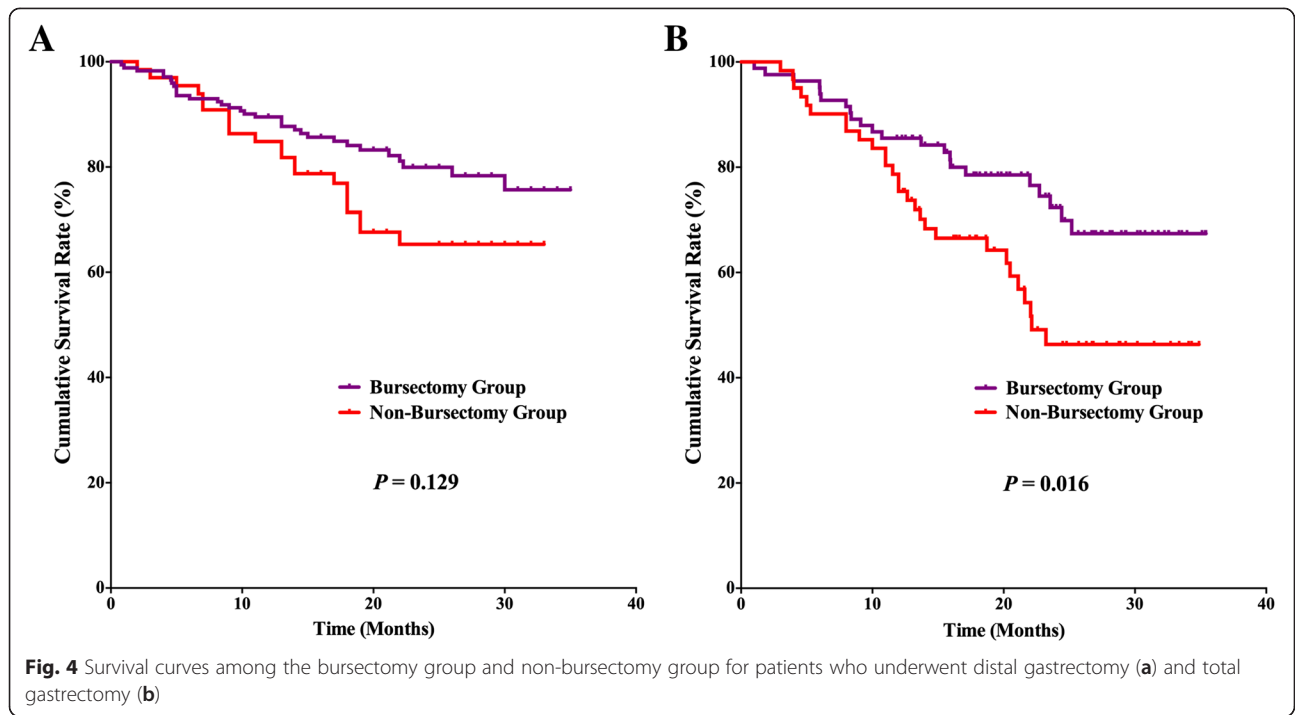 A
100
80
60
40
20
0
0 10 20 30 40
Cumulative Survival Rate (%)
Time (Months)
Bursectomy Group
Non-Bursectomy Group
P = 0.129
B
100
80
60
40
20
0
0 10 20 30 40
Cumulative Survival Rate (%)
Time (Months)
Bursectomy Group
Non-Bursectomy Group
P = 0.016
Fig. 4 Survival curves among the bursectomy group and non-bursectomy group for patients who underwent distal gastrectomy (a) and total
gastrectomy (b)